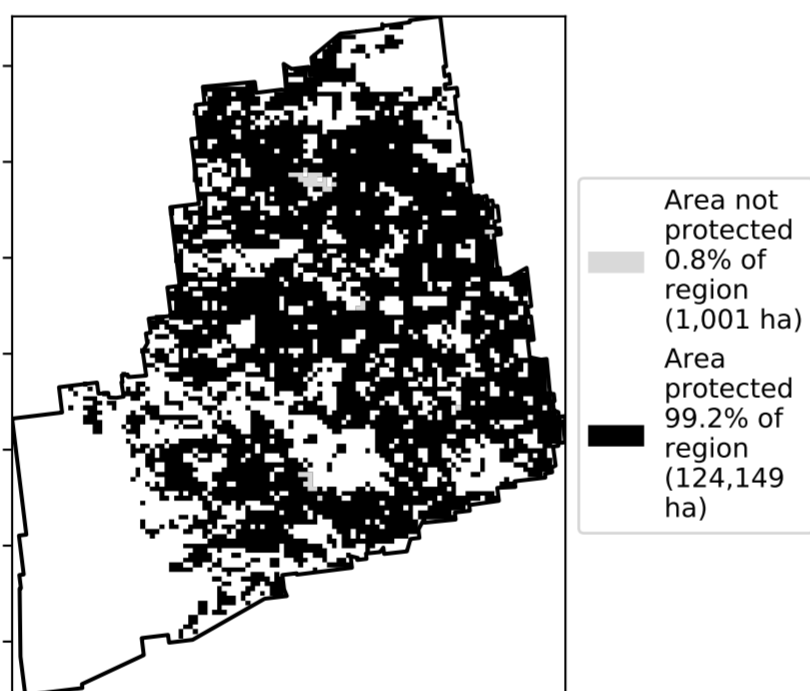 Area not
protected
0.8% of
region
(1,001 ha)
Area
protected
99.2% of
region
(124,149
ha)